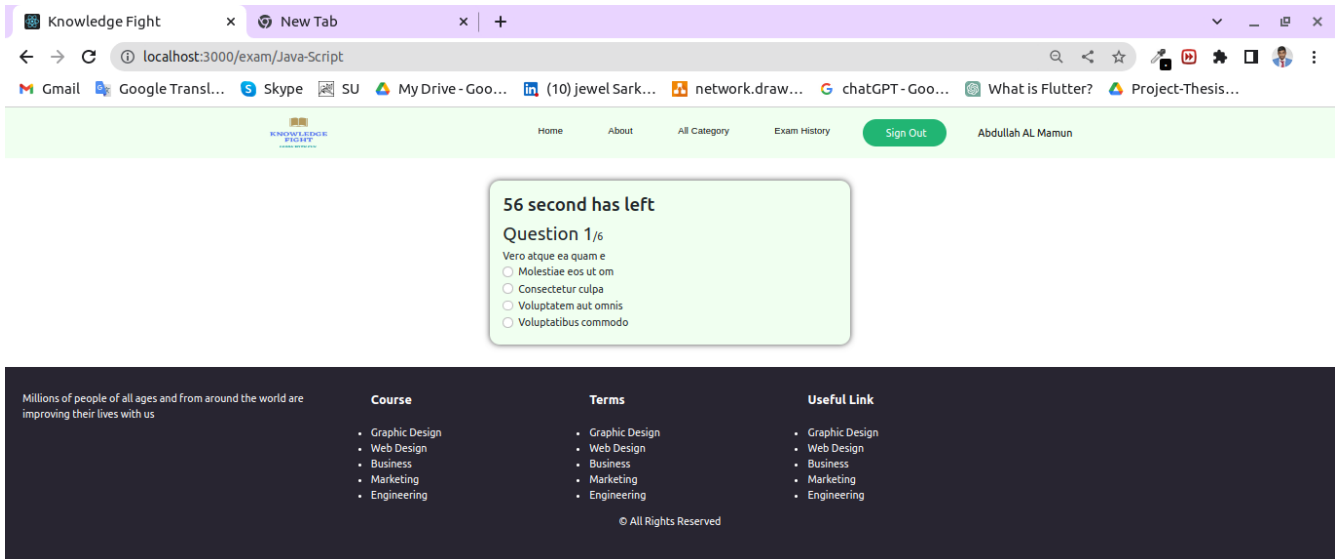 Knowledge Fight
New Tab
localhost:3000/exam/Java-Script
Gmail Google Transl... Skype SU My Drive - Goo... (10) jewel Sark... network.draw... chatGPT - Goo... What is Flutter? Project-Thesis...
KNOWLEDGE
FIGHT
Home About All Category Exam History Sign Out Abdullah AL Mamun
56 second has left
Question 1/6
Vero atque ea quam e
Molestiae eos ut om
Consectetur culpa
Voluptatem aut omnis
Voluptatibus commodo
Millions of people of all ages and from around the world are
improving their lives with us
Course
• Graphic Design
• Web Design
• Business
• Marketing
• Engineering
Terms
• Graphic Design
• Web Design
• Business
• Marketing
• Engineering
Useful Link
• Graphic Design
• Web Design
• Business
• Marketing
• Engineering
© All Rights Reserved